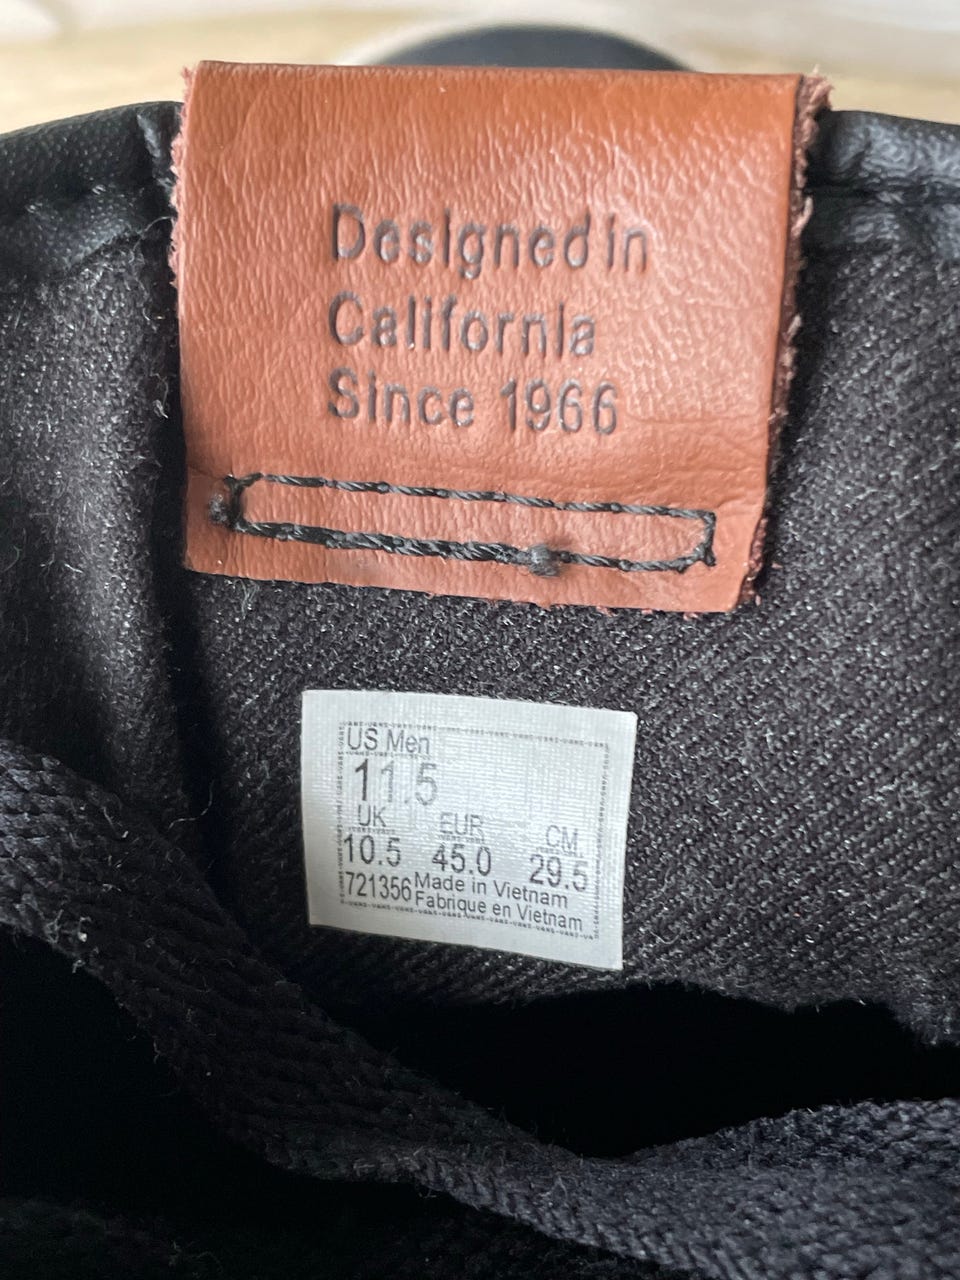 Designed in
California
Since 1966
US Men
11.5
UK EUR CM
10.5 45.0 29.5
721356 Made in Vietnam
Fabrique en Vietnam